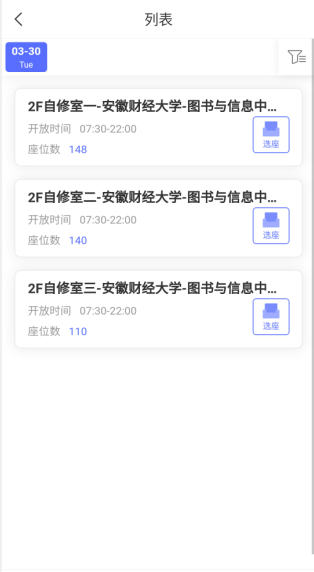 列表
03-30
Tue
2F自修室一-安徽财经大学-图书与信息中...
开放时间 07:30-22:00
座位数 148
选座
2F自修室二-安徽财经大学-图书与信息中...
开放时间 07:30-22:00
座位数 140
选座
2F自修室三-安徽财经大学-图书与信息中...
开放时间 07:30-22:00
座位数 110
选座